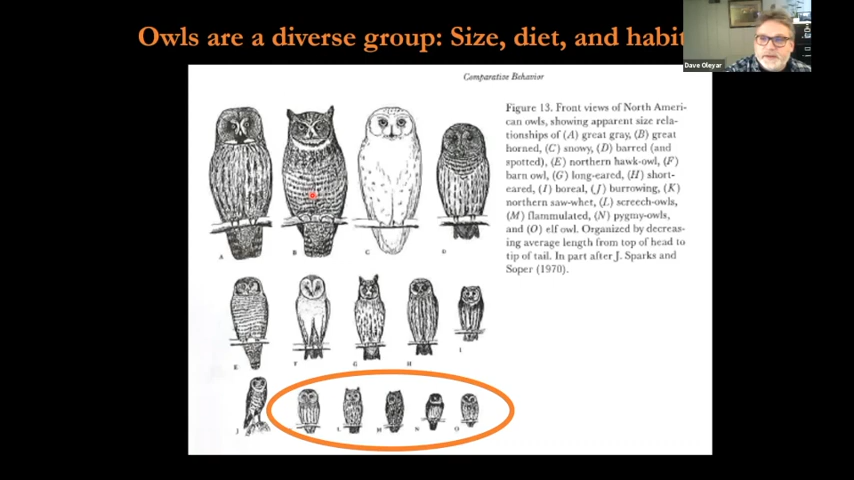 Owls are a diverse group: Size, diet, and habit
Dave Oleyar
Comparative Behavior
Figure 13. Front views of North Ameri-
can owls, showing apparent size rela-
tionships of (A) great gray, (B) great
horned, (C) snowy, (D) barred (and
spotted), (E) northern hawk-owl, (F)
barn owl, (G) long-eared, (H) short-
eared, (I) boreal, (J) burrowing, (K)
northern saw-whet, (L) screech-owls,
(M) flammulated, (N) pygmy-owls,
and (O) elf owl. Organized by decreas-
ing average length from top of head to
tip of tail. In part after J. Sparks and
Soper (1970).
A B C D
E F G H I
J L M N O